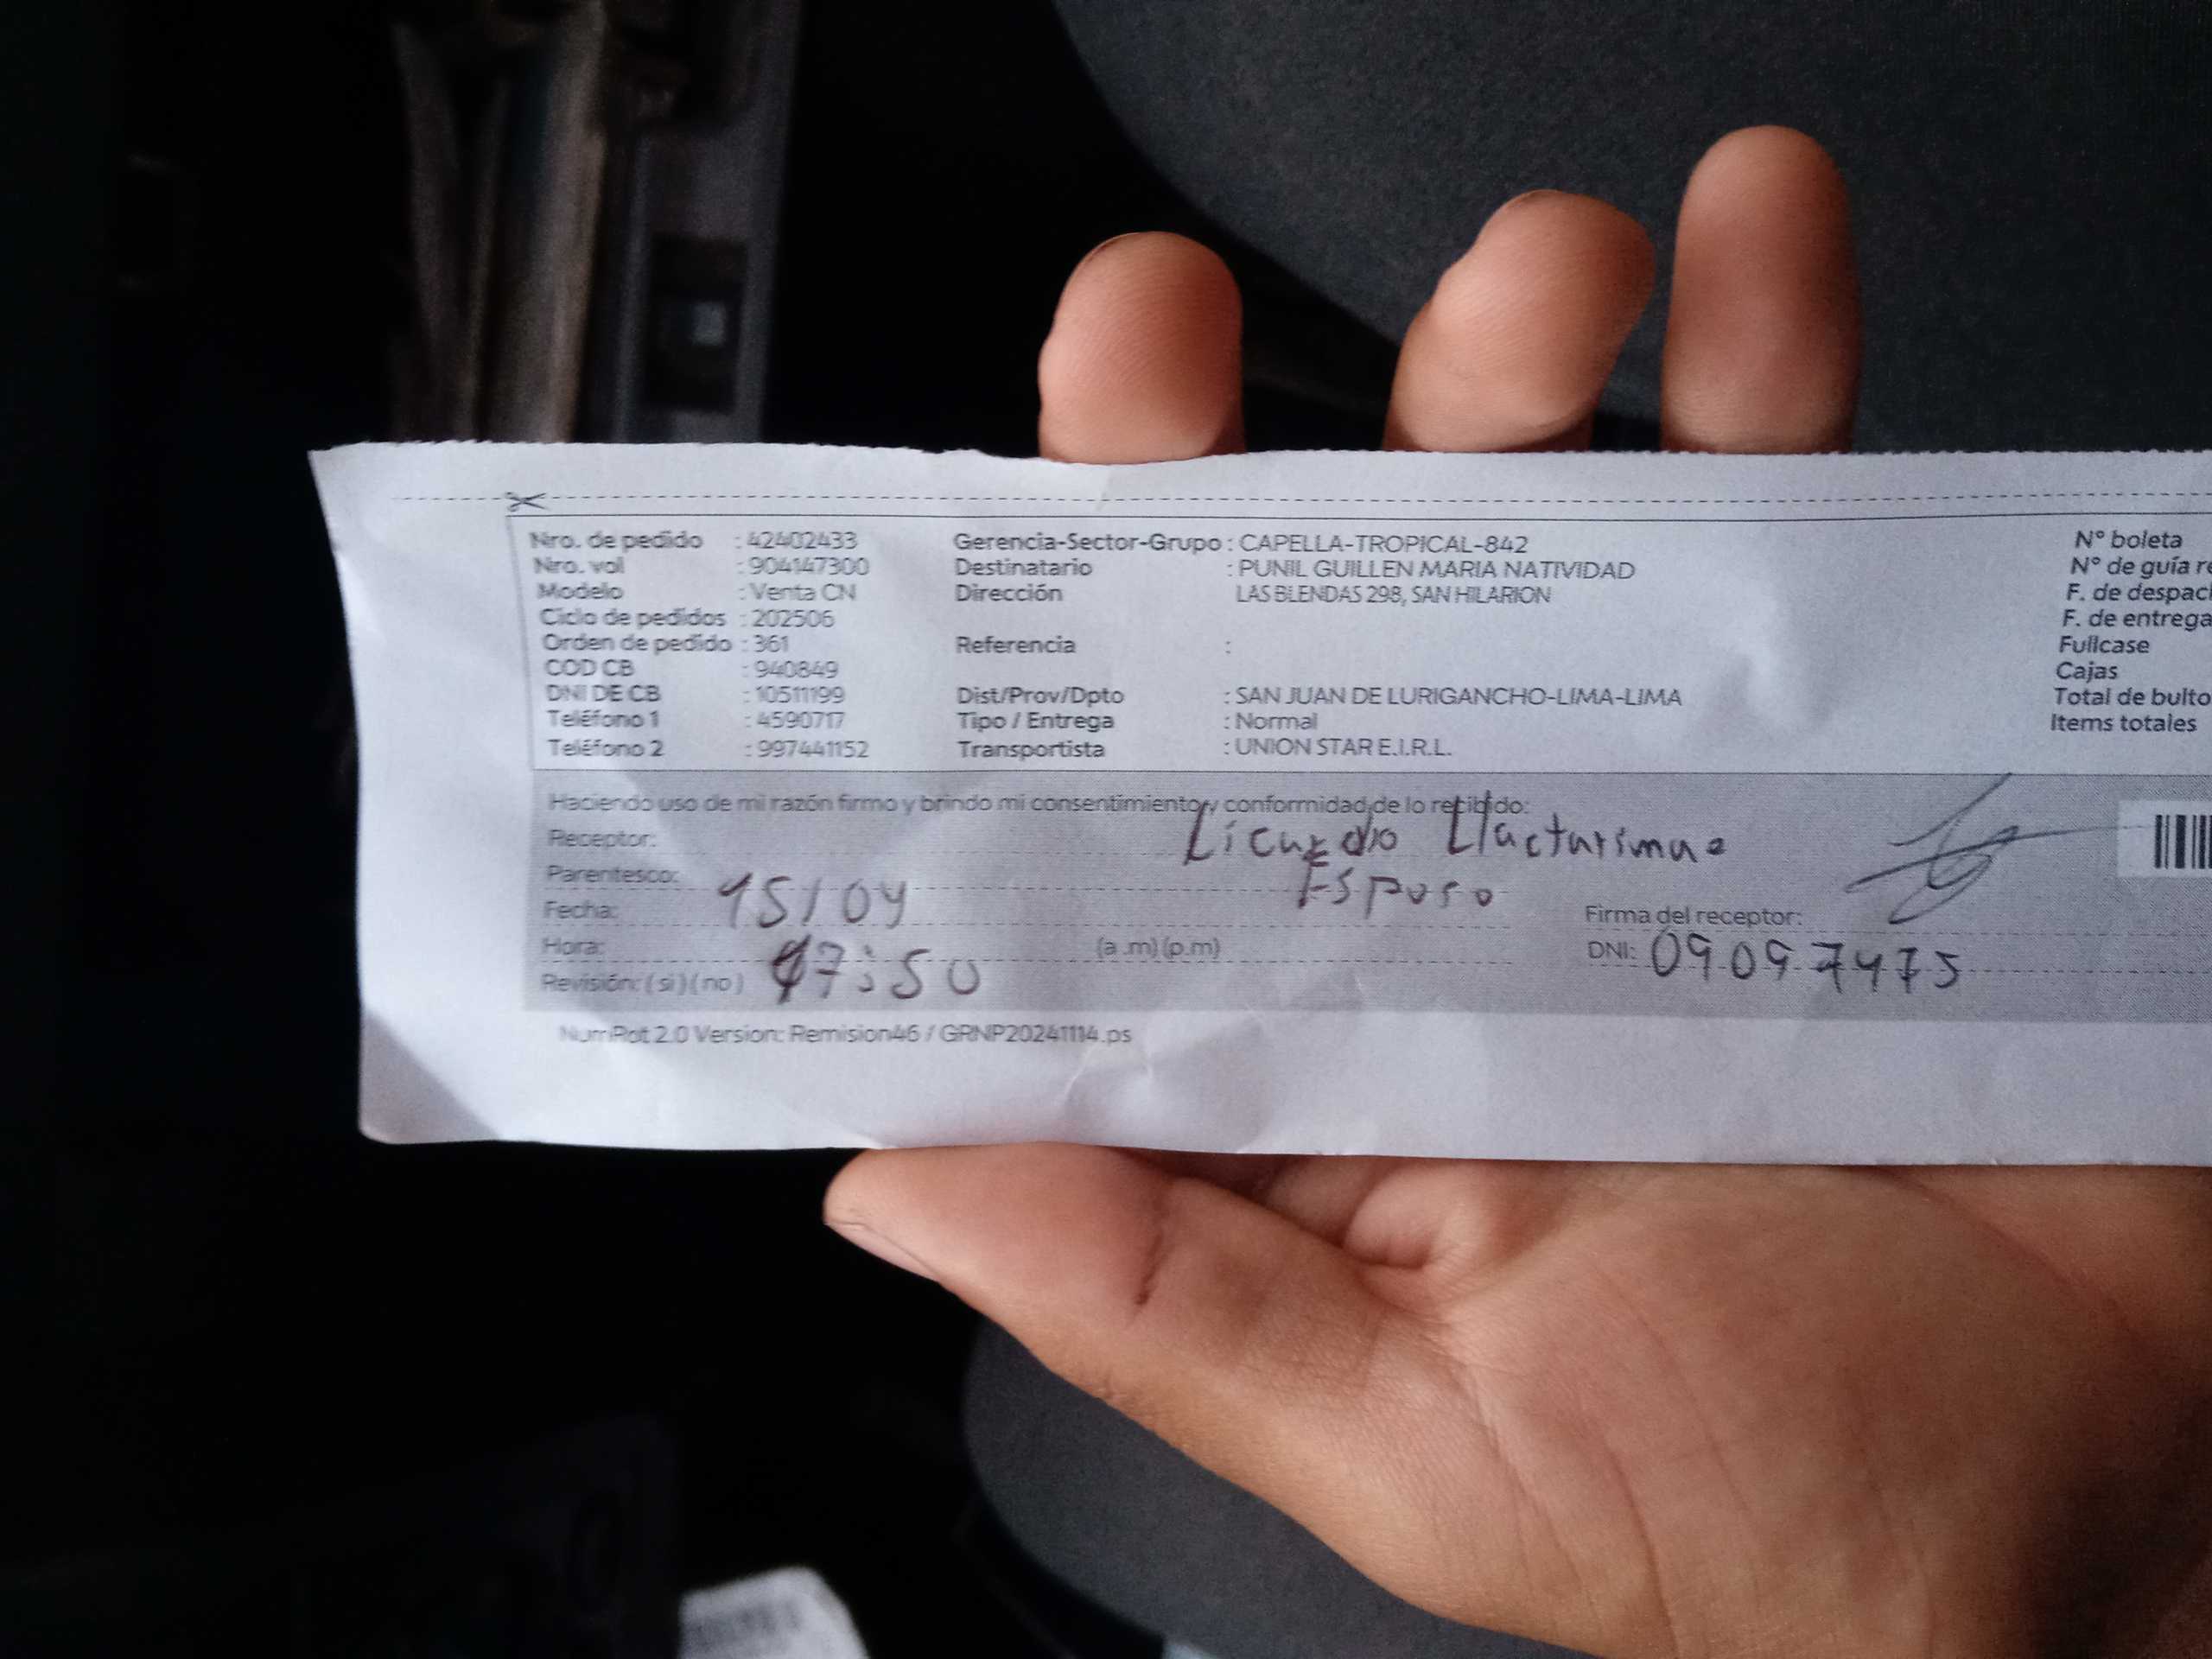 Nro. de pedido : 42402433
Nro. vol : 904147300
Modelo : Venta CN
Ciclo de pedidos : 202506
Orden de pedido : 361
COD CB : 940849
DNI DE CB : 10511199
Teléfono 1 : 4590717
Teléfono 2 : 997441152
Gerencia-Sector-Grupo : CAPELLA-TROPICAL-842
Destinatario : PUNIL GUILLEN MARIA NATIVIDAD
Dirección LAS BLENDAS 298, SAN HILARION
Referencia :
Dist/Prov/Dpto : SAN JUAN DE LURIGANCHO-LIMA-LIMA
Tipo / Entrega : Normal
Transportista : UNION STAR E.I.R.L.
N° boleta
N° de guía re
F. de despac
F. de entrega
Fullcase
Cajas
Total de bulto
Items totales
Haciendo uso de mi razón firmo y brindo mi consentimiento y conformidad de lo recibido:
Receptor:
Parentesco: Esposo
Fecha: 15/04
Hora: 17:50 (a.m) (p.m)
Revisión: ( si ) ( no )
Firma del receptor:
DNI: 09097475
NumRot 2.0 Version: Remision46 / GRNP20241114.ps